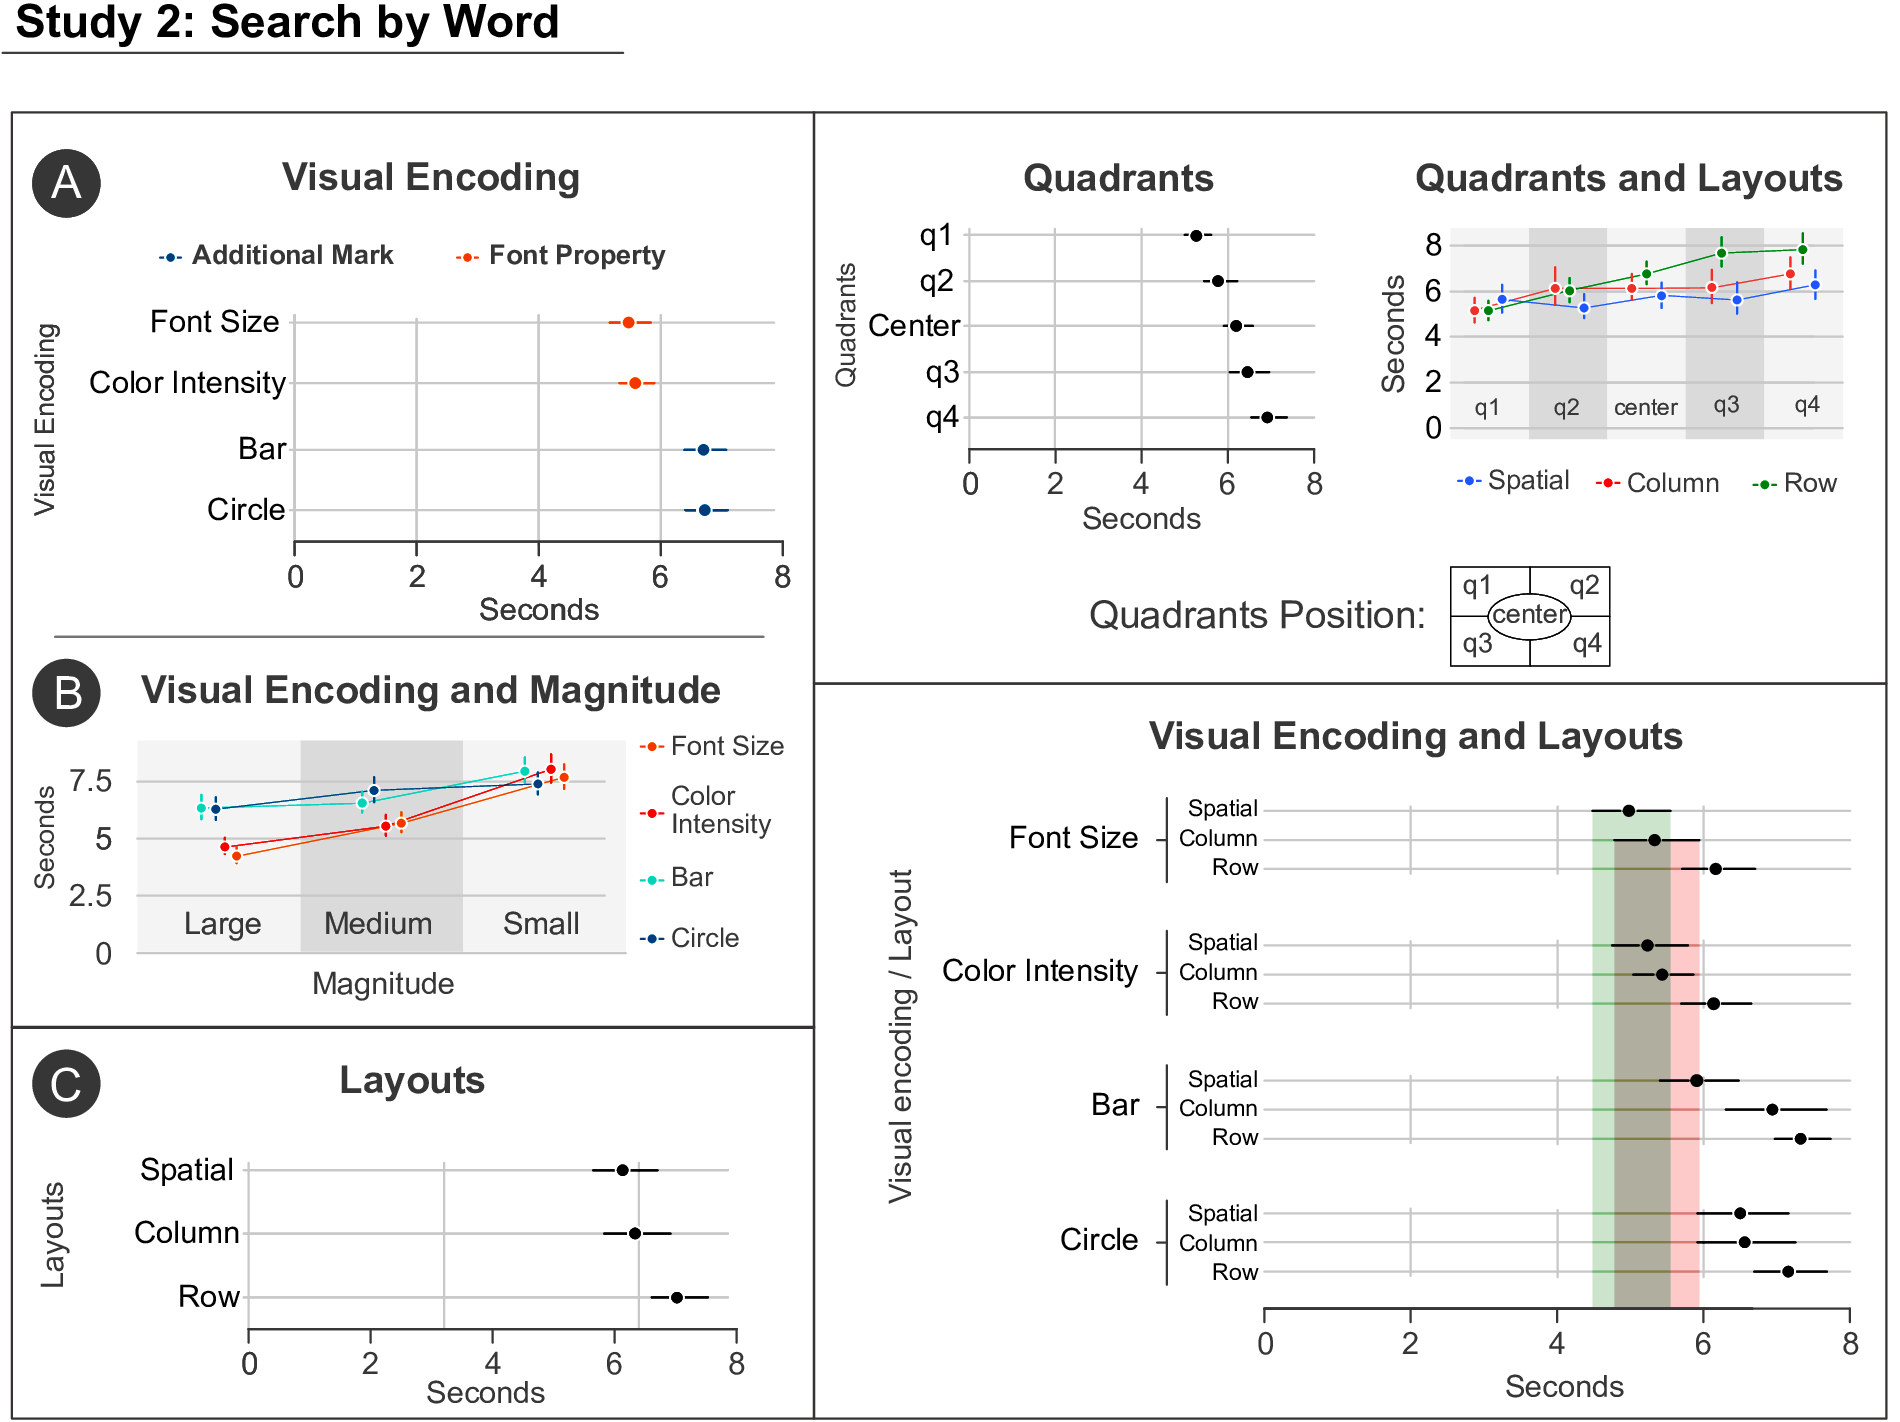 Study 2: Search by Word
A
Visual Encoding
Additional Mark
Font Property
Visual Encoding
Font Size
Color Intensity
Bar
Circle
0 2 4 6 8
Seconds
B
Visual Encoding and Magnitude
Seconds
7.5
5
2.5
0
Large Medium Small
Magnitude
Font Size
Color
Intensity
Bar
Circle
C
Layouts
Layouts
Spatial
Column
Row
0 2 4 6 8
Seconds
Quadrants
Quadrants
q1
q2
Center
q3
q4
0 2 4 6 8
Seconds
Quadrants and Layouts
Seconds
8
6
4
2
0
q1 q2 center q3 q4
Spatial Column Row
Quadrants Position:
q1 q2
center
q3 q4
Visual Encoding and Layouts
Visual encoding / Layout
Font Size
Spatial
Column
Row
Color Intensity
Spatial
Column
Row
Bar
Spatial
Column
Row
Circle
Spatial
Column
Row
0 2 4 6 8
Seconds